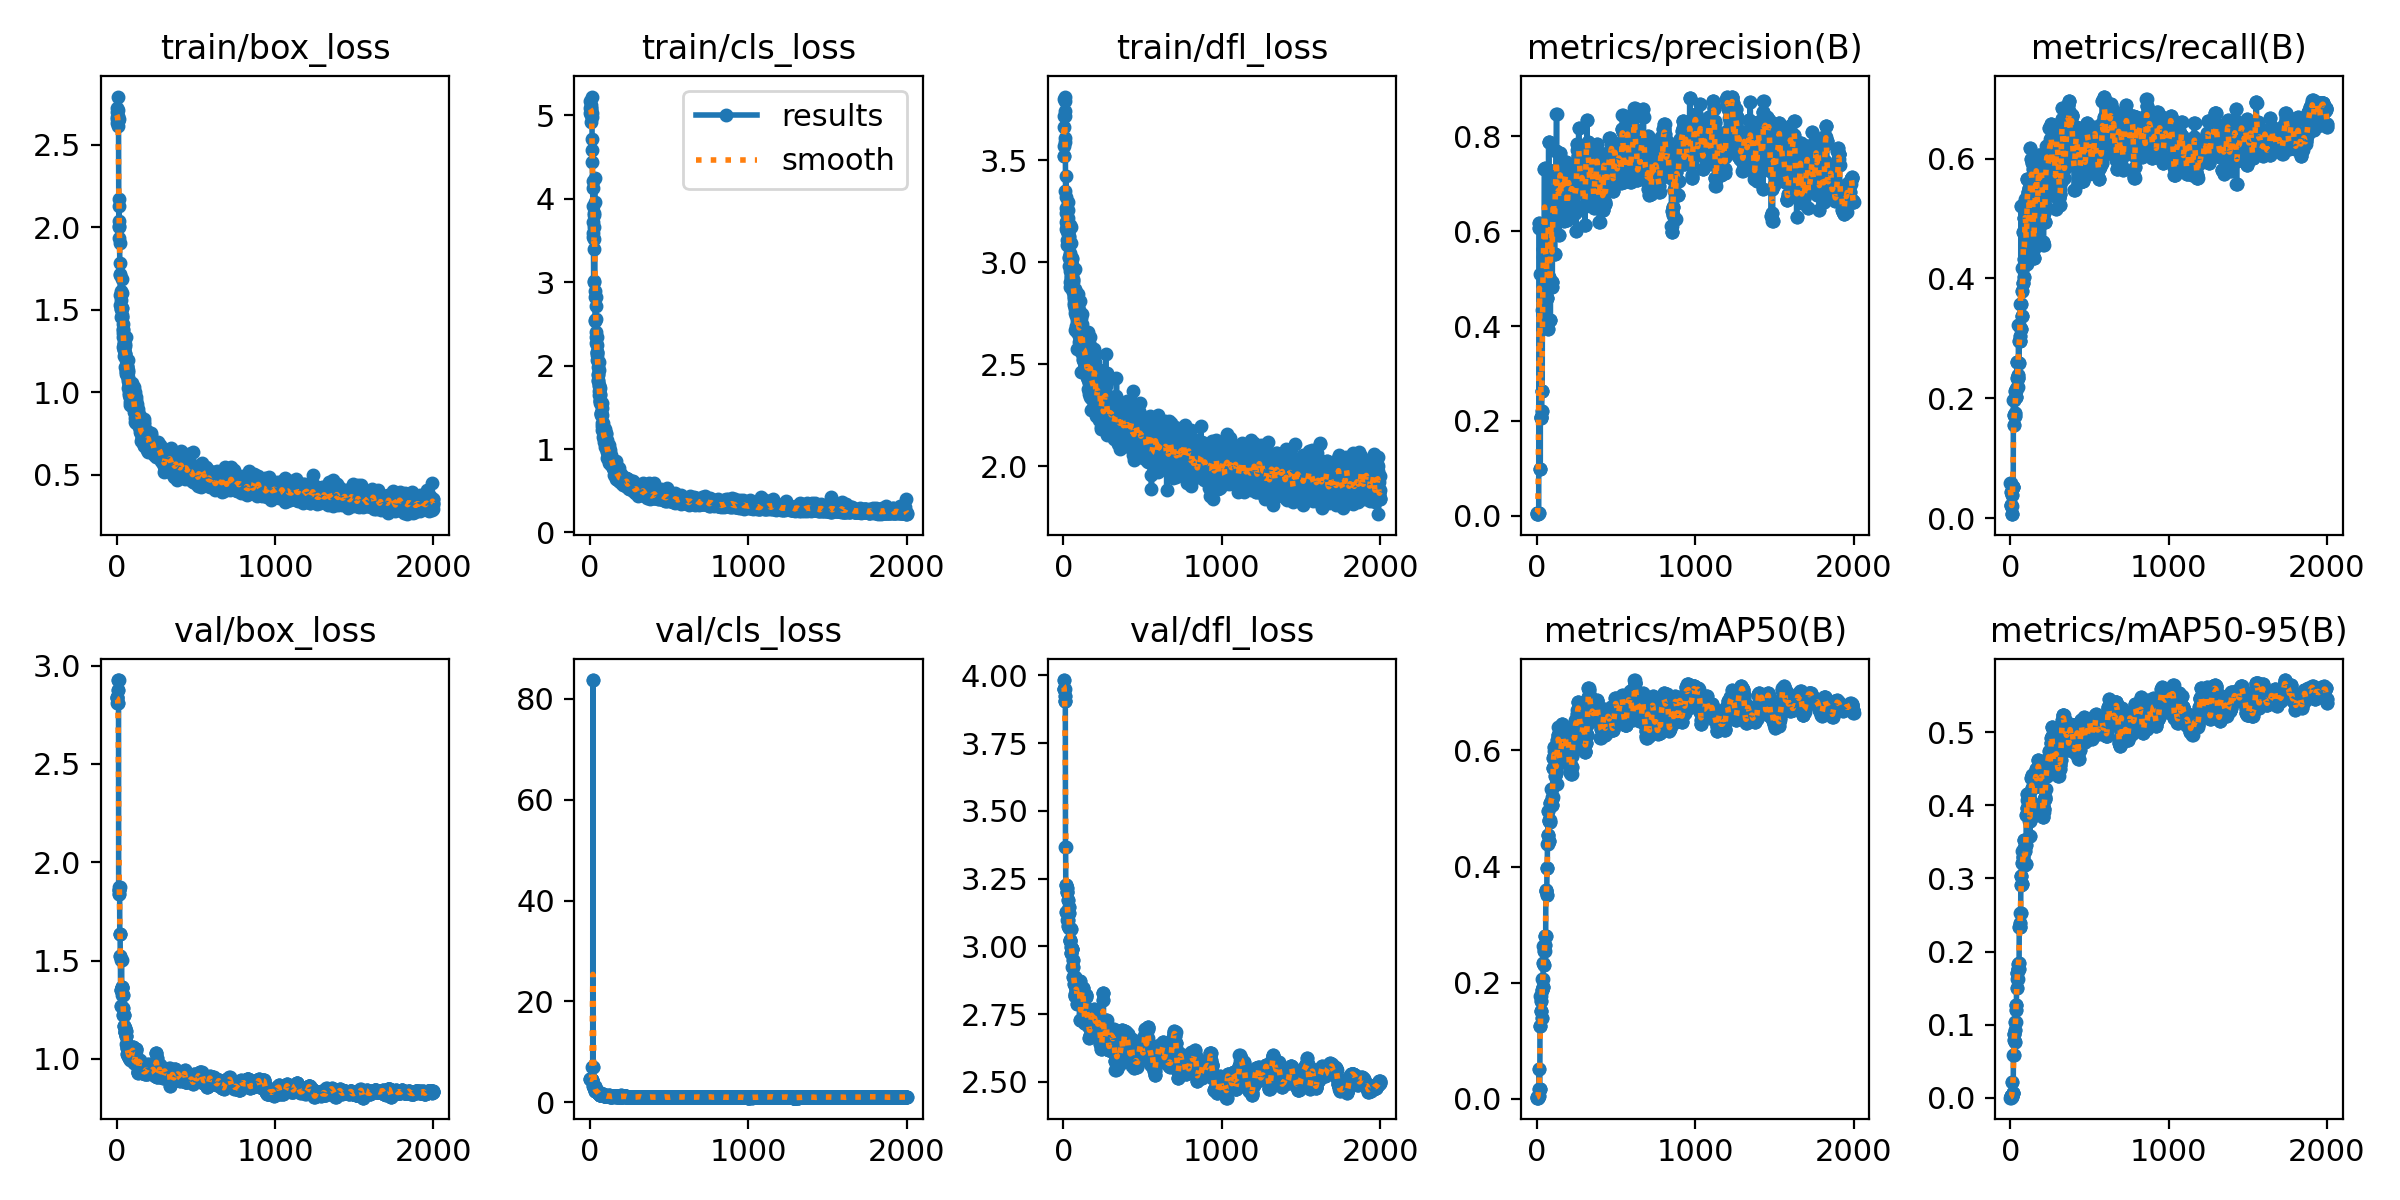 train/box_loss
2.5
2.0
1.5
1.0
0.5
0 1000 2000
train/cls_loss
results
smooth
5
4
3
2
1
0
0 1000 2000
train/dfl_loss
3.5
3.0
2.5
2.0
0 1000 2000
metrics/precision(B)
0.8
0.6
0.4
0.2
0.0
0 1000 2000
metrics/recall(B)
0.6
0.4
0.2
0.0
0 1000 2000
val/box_loss
3.0
2.5
2.0
1.5
1.0
0 1000 2000
val/cls_loss
80
60
40
20
0
0 1000 2000
val/dfl_loss
4.00
3.75
3.50
3.25
3.00
2.75
2.50
0 1000 2000
metrics/mAP50(B)
0.6
0.4
0.2
0.0
0 1000 2000
metrics/mAP50-95(B)
0.5
0.4
0.3
0.2
0.1
0.0
0 1000 2000